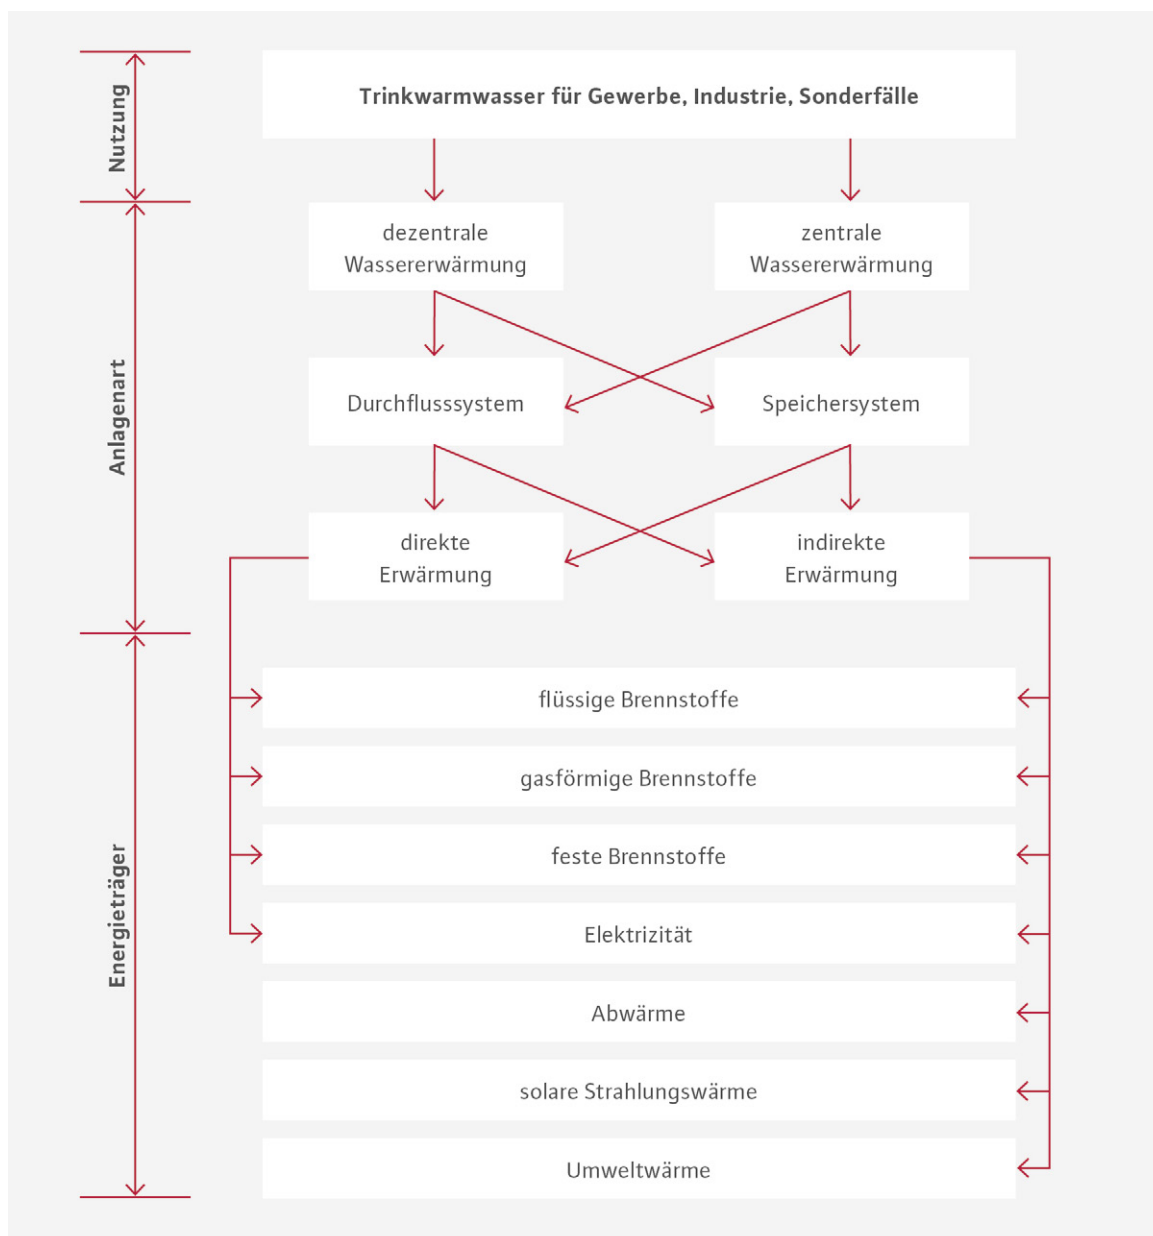 Nutzung
Trinkwarmwasser für Gewerbe, Industrie, Sonderfälle
Anlagenart
dezentrale
Wassererwärmung
zentrale
Wassererwärmung
Durchflusssystem
Speichersystem
direkte
Erwärmung
indirekte
Erwärmung
Energieträger
flüssige Brennstoffe
gasförmige Brennstoffe
feste Brennstoffe
Elektrizität
Abwärme
solare Strahlungswärme
Umweltwärme